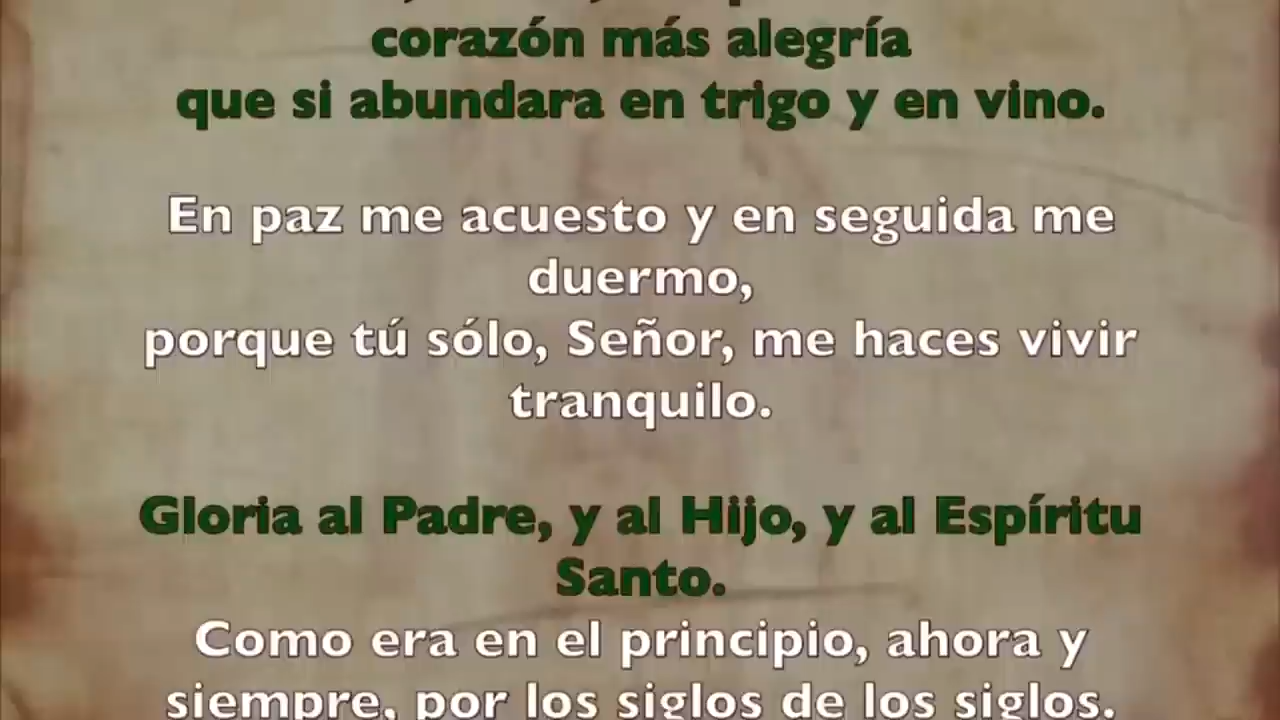 corazón más alegría
que si abundara en trigo y en vino.
En paz me acuesto y en seguida me
duermo,
porque tú sólo, Señor, me haces vivir
tranquilo.
Gloria al Padre, y al Hijo, y al Espíritu
Santo.
Como era en el principio, ahora y
siempre, por los siglos de los siglos.